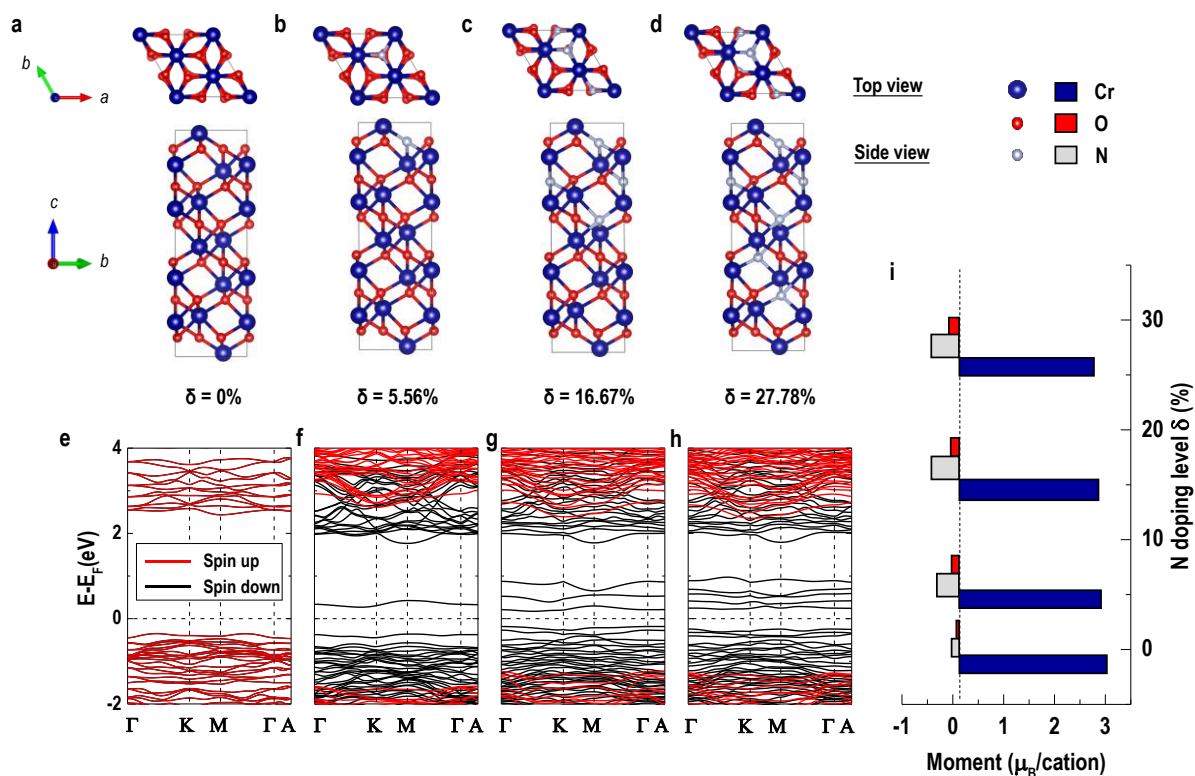 a
b
c
d
b
a
Top view
Cr
O
Side view
N
c
b
δ = 0%
δ = 5.56%
δ = 16.67%
δ = 27.78%
e
f
g
h
i
4
2
0
-2
E-E_F(eV)
Spin up
Spin down
Γ K M Γ A
Γ K M Γ A
Γ K M Γ A
Γ K M Γ A
30
20
10
0
N doping level δ (%)
-1 0 1 2 3
Moment (μ_B/cation)